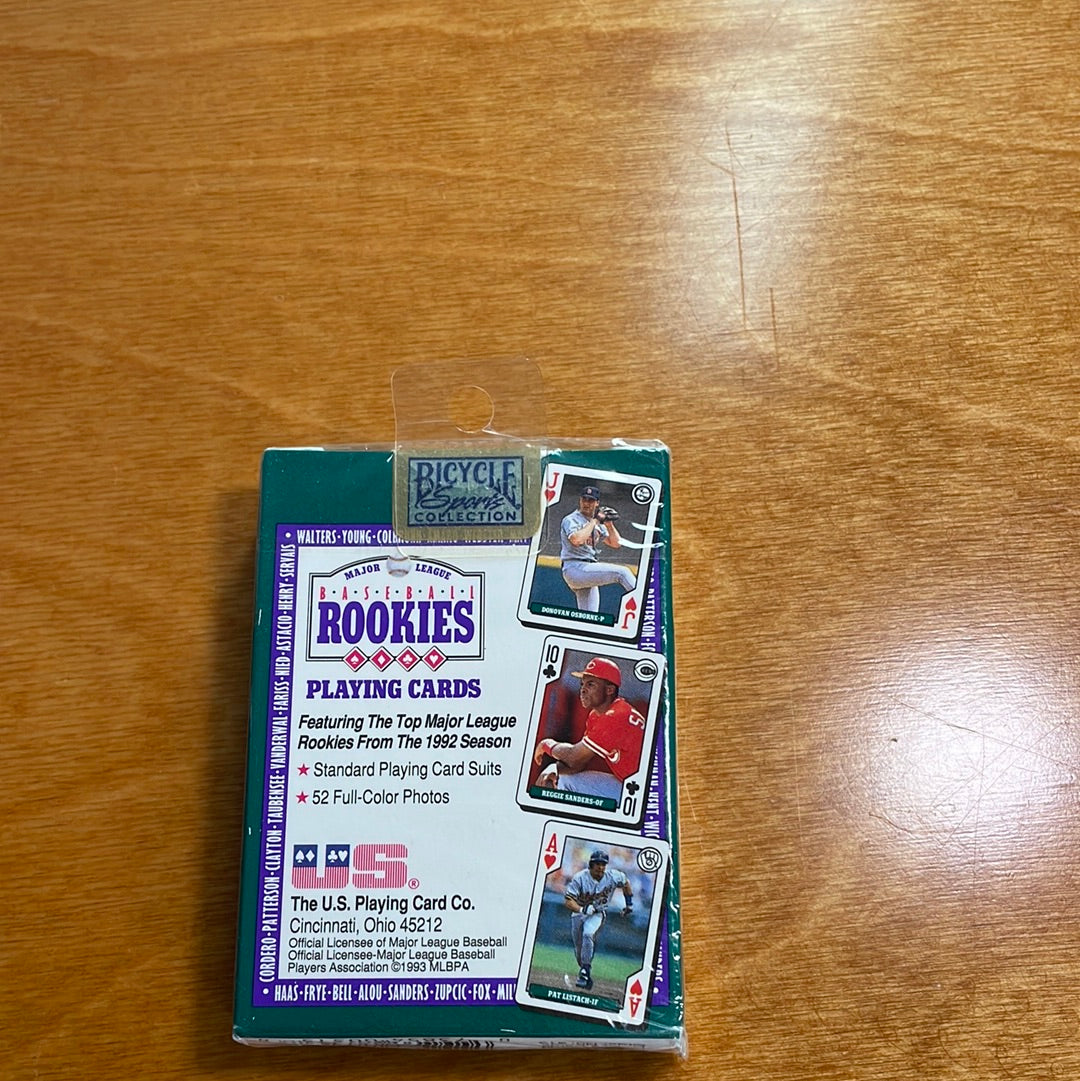 BICYCLE
Sports
COLLECTION
WALTERS·YOUNG·
MAJOR LEAGUE
B·A·S·E·B·A·L·L
ROOKIES
PLAYING CARDS
Featuring The Top Major League
Rookies From The 1992 Season
★ Standard Playing Card Suits
★ 52 Full-Color Photos
US®
The U.S. Playing Card Co.
Cincinnati, Ohio 45212
Official Licensee of Major League Baseball
Official Licensee-Major League Baseball
Players Association ©1993 MLBPA
CORDERO·PATTERSON·CLAYTON·TAUBENSEE·VANDERWAL·FARISS·NIED·ASTACIO·HENRY·SERVAIS
HAAS·FRYE·BELL·ALOU·SANDERS·ZUPCIC·FOX·
J
DONOVAN OSBORNE-P
J
10
REGGIE SANDERS-OF
10
A
PAT LISTACH-IF
A